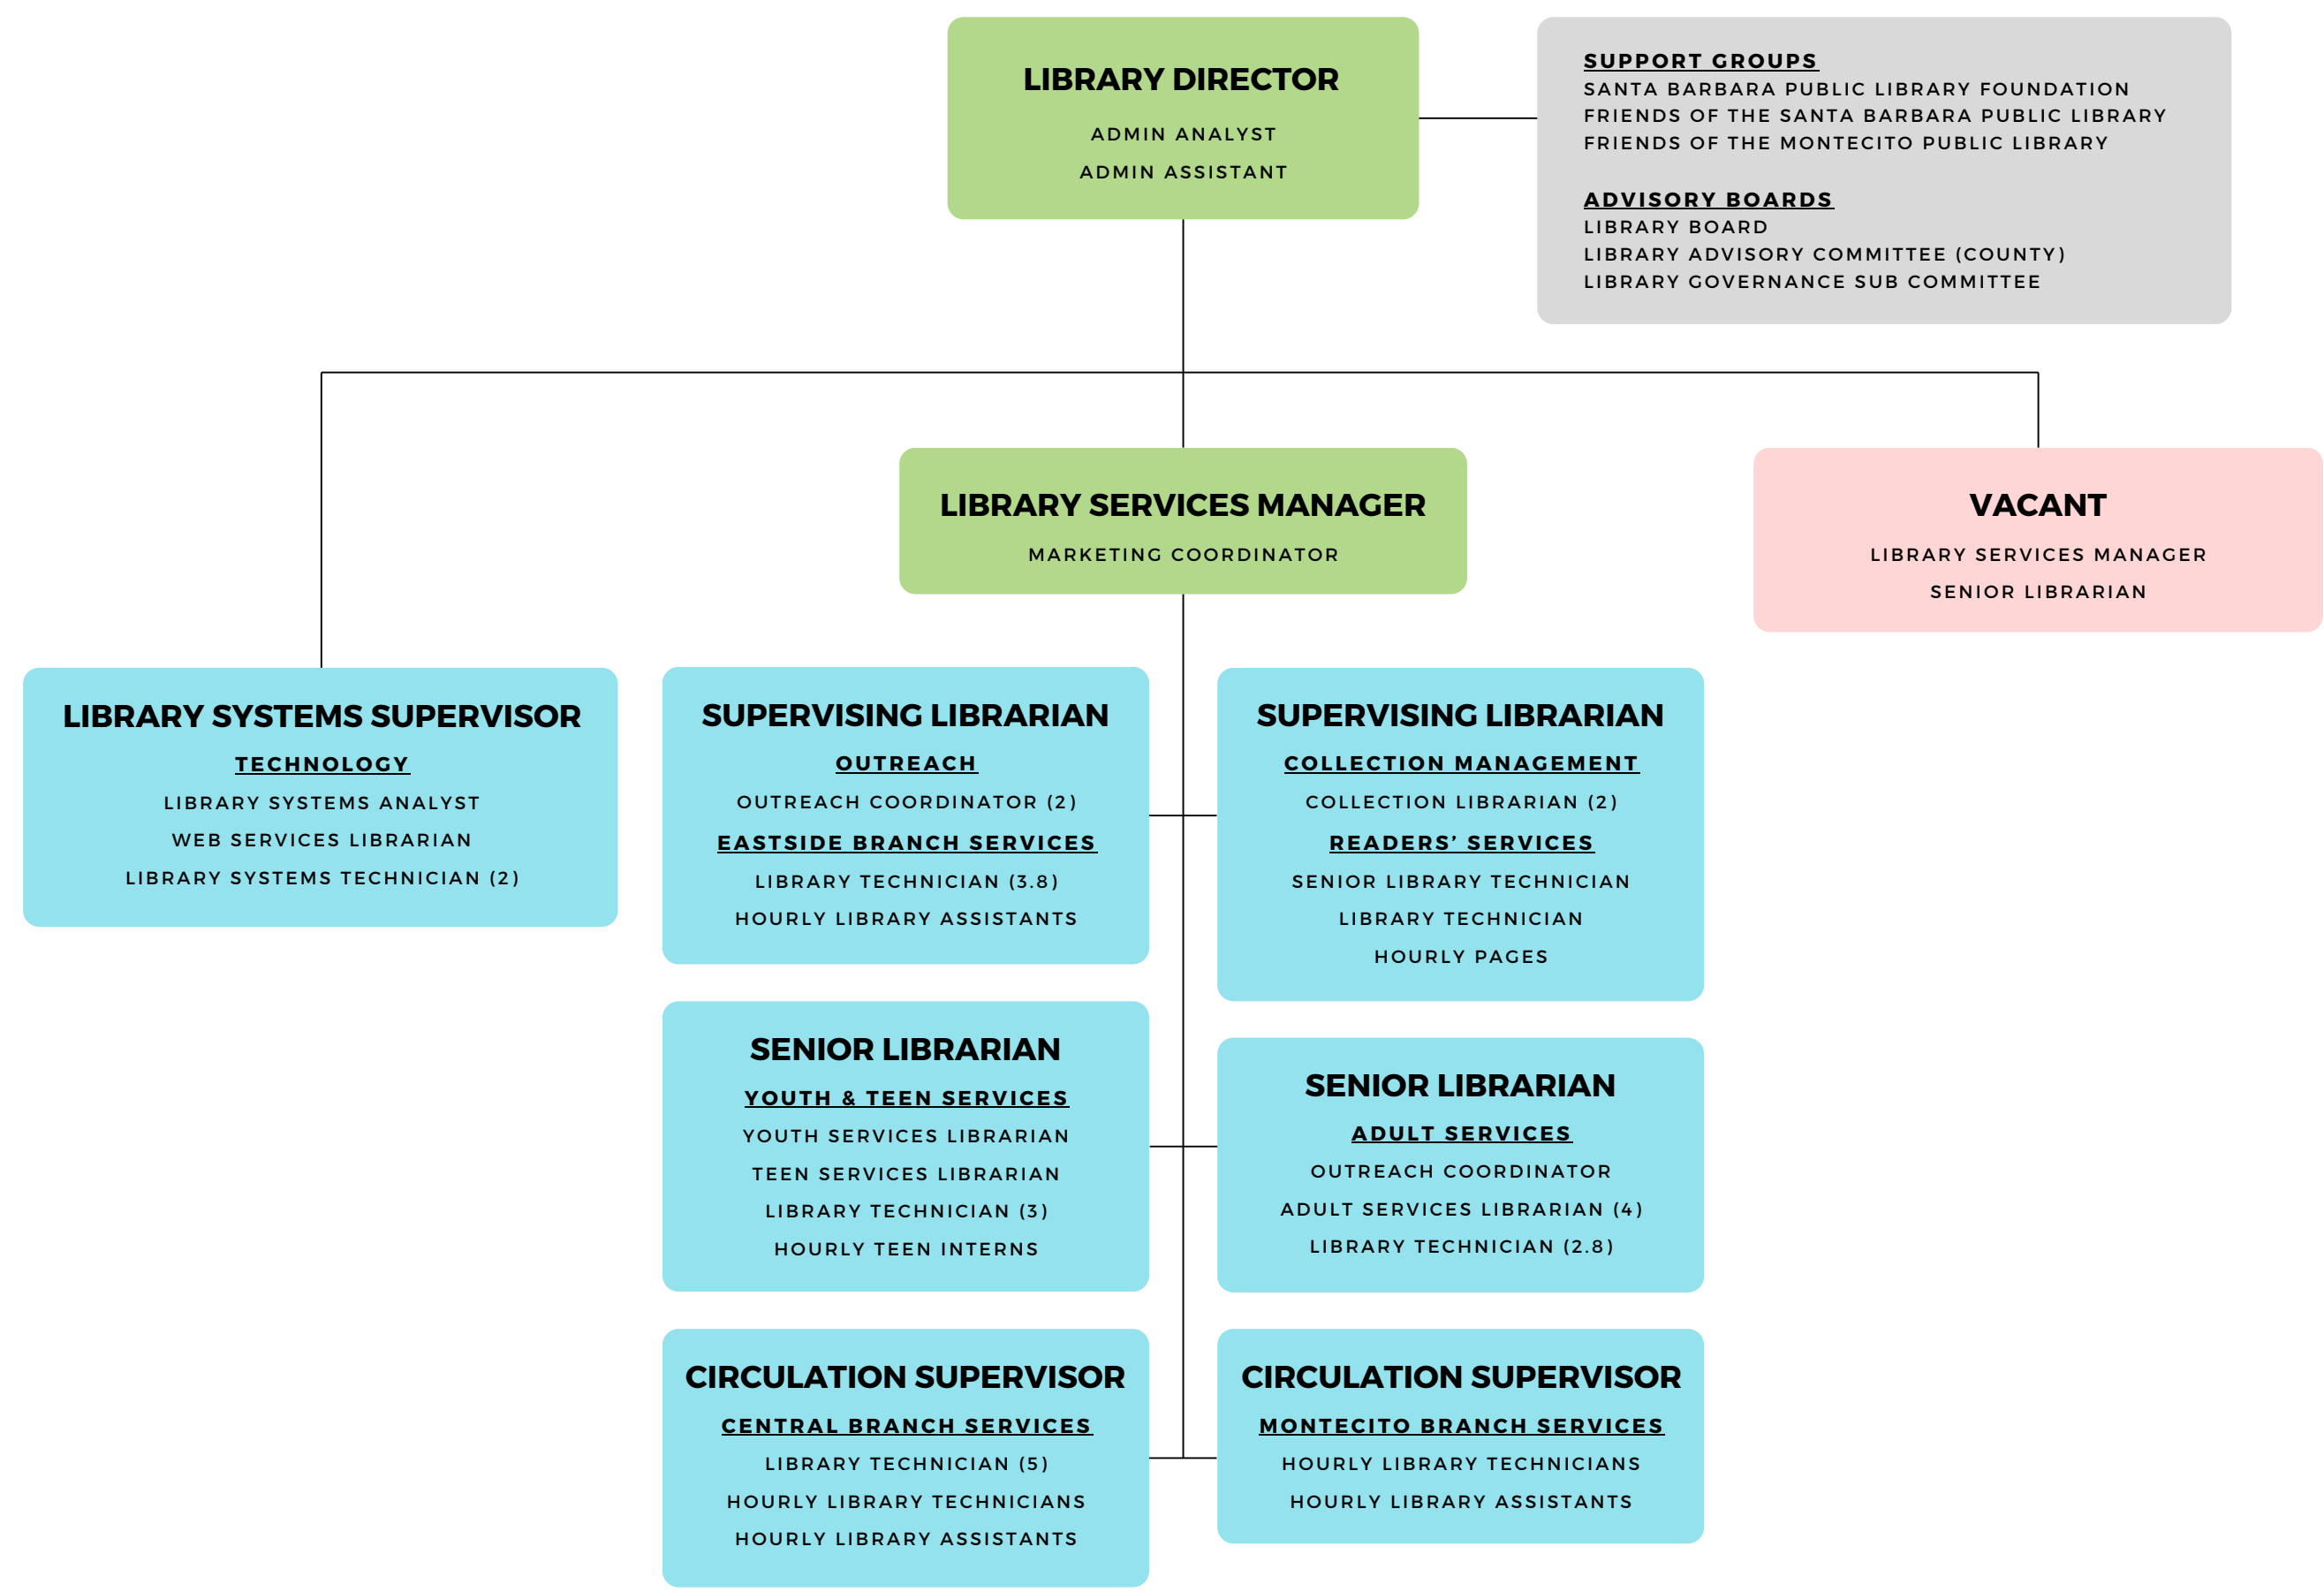 LIBRARY DIRECTOR
ADMIN ANALYST
ADMIN ASSISTANT
SUPPORT GROUPS
SANTA BARBARA PUBLIC LIBRARY FOUNDATION
FRIENDS OF THE SANTA BARBARA PUBLIC LIBRARY
FRIENDS OF THE MONTECITO PUBLIC LIBRARY
ADVISORY BOARDS
LIBRARY BOARD
LIBRARY ADVISORY COMMITTEE (COUNTY)
LIBRARY GOVERNANCE SUB COMMITTEE
LIBRARY SERVICES MANAGER
MARKETING COORDINATOR
VACANT
LIBRARY SERVICES MANAGER
SENIOR LIBRARIAN
LIBRARY SYSTEMS SUPERVISOR
TECHNOLOGY
LIBRARY SYSTEMS ANALYST
WEB SERVICES LIBRARIAN
LIBRARY SYSTEMS TECHNICIAN (2)
SUPERVISING LIBRARIAN
OUTREACH
OUTREACH COORDINATOR (2)
EASTSIDE BRANCH SERVICES
LIBRARY TECHNICIAN (3.8)
HOURLY LIBRARY ASSISTANTS
SUPERVISING LIBRARIAN
COLLECTION MANAGEMENT
COLLECTION LIBRARIAN (2)
READERS’ SERVICES
SENIOR LIBRARY TECHNICIAN
LIBRARY TECHNICIAN
HOURLY PAGES
SENIOR LIBRARIAN
YOUTH & TEEN SERVICES
YOUTH SERVICES LIBRARIAN
TEEN SERVICES LIBRARIAN
LIBRARY TECHNICIAN (3)
HOURLY TEEN INTERNS
SENIOR LIBRARIAN
ADULT SERVICES
OUTREACH COORDINATOR
ADULT SERVICES LIBRARIAN (4)
LIBRARY TECHNICIAN (2.8)
CIRCULATION SUPERVISOR
CENTRAL BRANCH SERVICES
LIBRARY TECHNICIAN (5)
HOURLY LIBRARY TECHNICIANS
HOURLY LIBRARY ASSISTANTS
CIRCULATION SUPERVISOR
MONTECITO BRANCH SERVICES
HOURLY LIBRARY TECHNICIANS
HOURLY LIBRARY ASSISTANTS